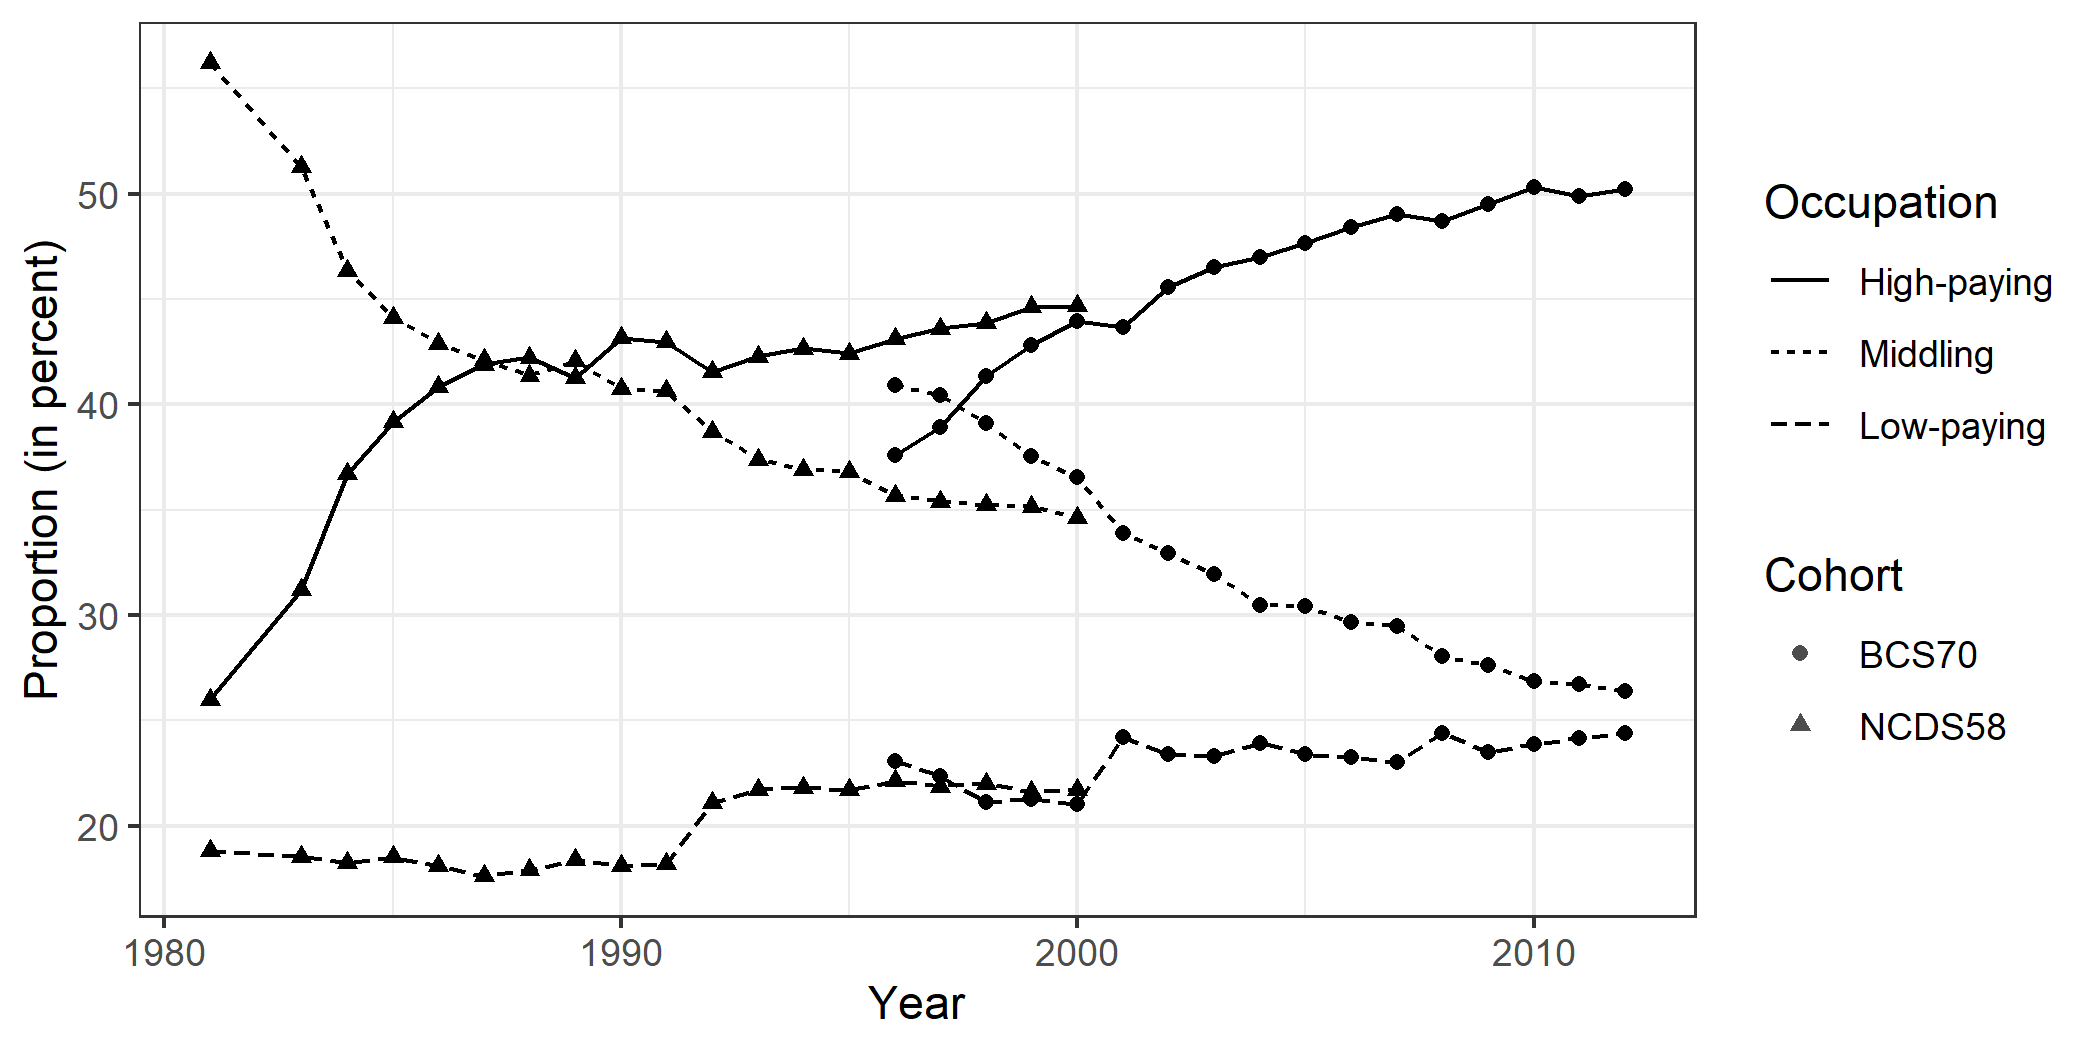 Proportion (in percent)
50
40
30
20
1980
1990
2000
2010
Year
Occupation
High-paying
Middling
Low-paying
Cohort
BCS70
NCDS58